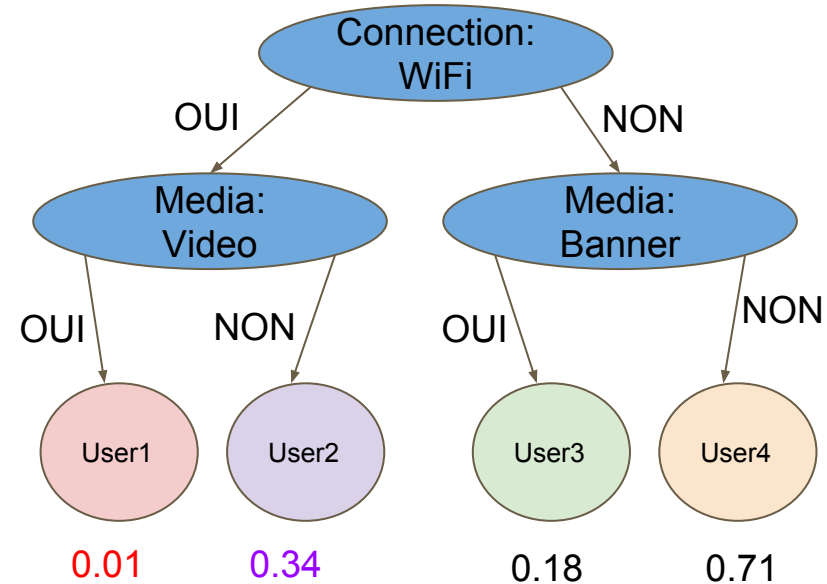 Connection:
WiFi
OUI
NON
Media:
Video
Media:
Banner
OUI
NON
OUI
NON
User1
User2
User3
User4
0.01
0.34
0.18
0.71